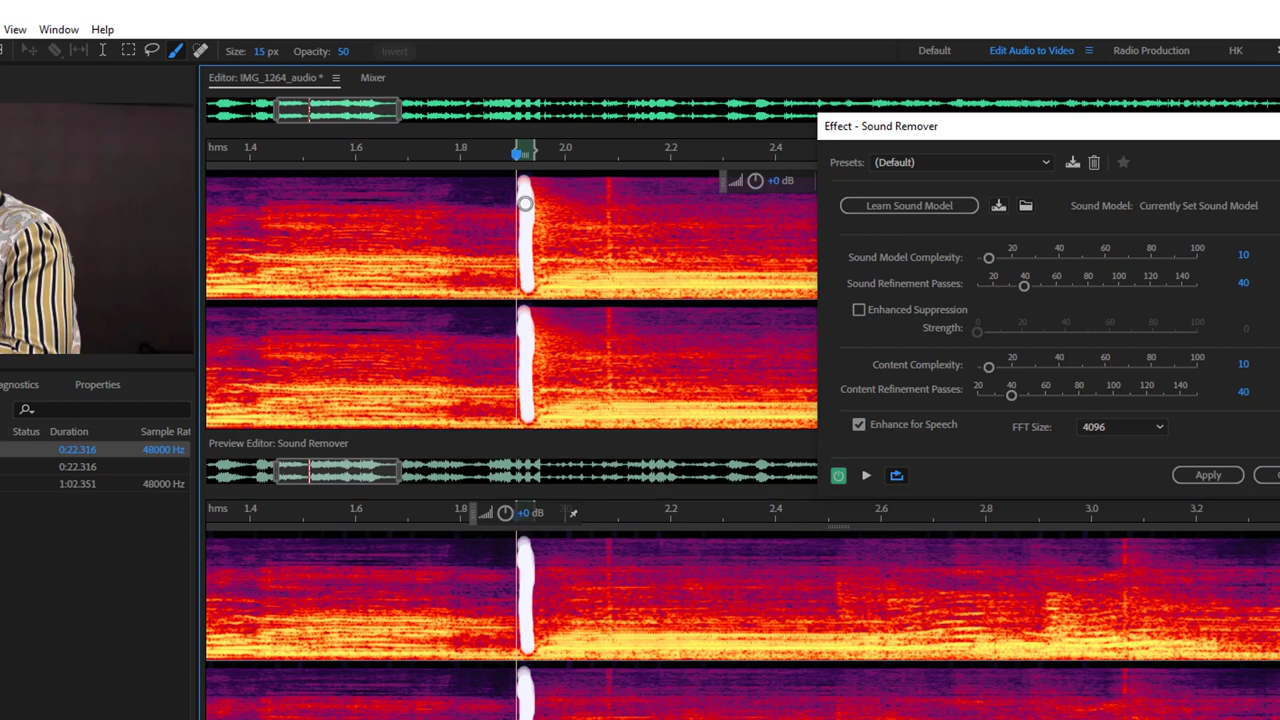 View Window Help
Size: 15 px Opacity: 50 Invert Default Edit Audio to Video Radio Production HK
Editor: IMG_1264_audio * Mixer
Effect - Sound Remover
hms 1.4 1.6 1.8 2.0 2.2 2.4
Presets: (Default)
+0 dB
Learn Sound Model Sound Model: Currently Set Sound Model
20 40 60 80 100
Sound Model Complexity: 10
20 40 60 80 100 120 140
Sound Refinement Passes: 40
Enhanced Suppression
0 20 40 60 80 100
Strength: 0
20 40 60 80 100
Content Complexity: 10
20 40 60 80 100 120 140
Content Refinement Passes: 40
Enhance for Speech FFT Size: 4096
Apply
agnostics Properties
Status Duration Sample Rat
0:22.316 48000 Hz
0:22.316
1:02.351 48000 Hz
Preview Editor: Sound Remover
hms 1.4 1.6 1.8 +0 dB 2.2 2.4 2.6 2.8 3.0 3.2